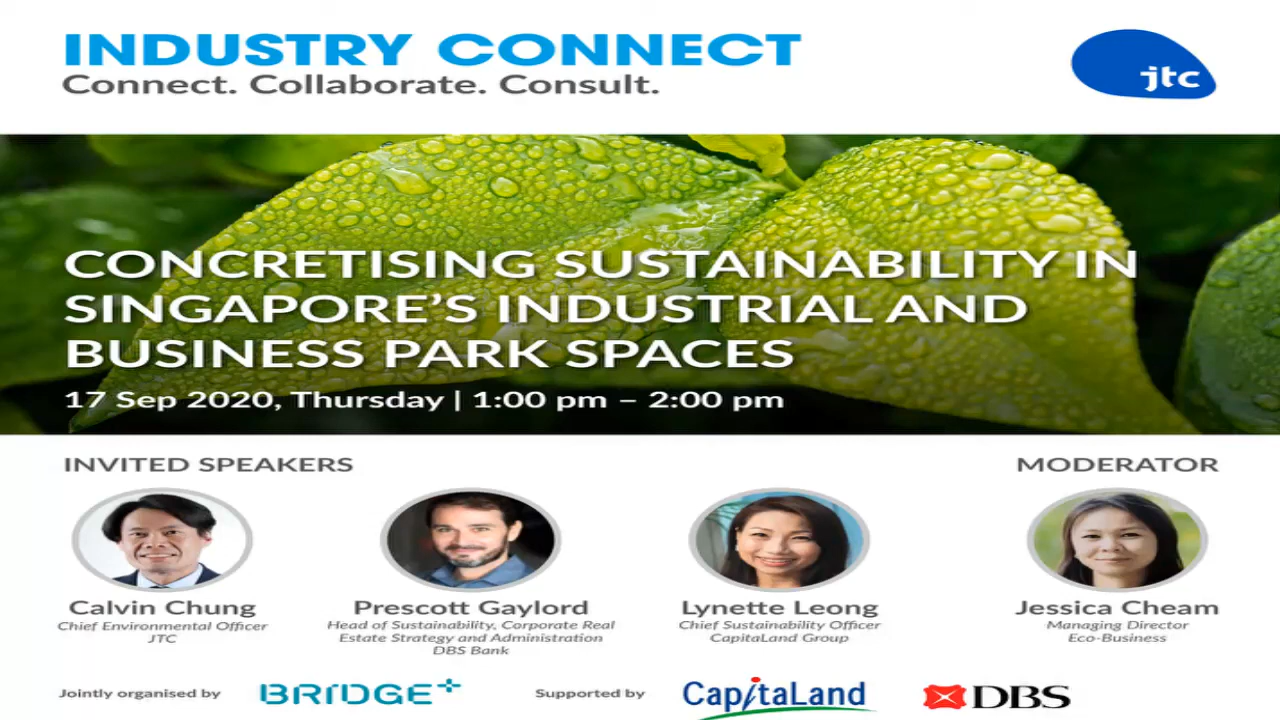 INDUSTRY CONNECT
Connect. Collaborate. Consult.
jtc
CONCRETISING SUSTAINABILITY IN
SINGAPORE'S INDUSTRIAL AND
BUSINESS PARK SPACES
17 Sep 2020, Thursday | 1:00 pm – 2:00 pm
INVITED SPEAKERS
MODERATOR
Calvin Chung
Chief Environmental Officer
JTC
Prescott Gaylord
Head of Sustainability, Corporate Real
Estate Strategy and Administration
DBS Bank
Lynette Leong
Chief Sustainability Officer
CapitaLand Group
Jessica Cheam
Managing Director
Eco-Business
Jointly organised by
BRIDGE+
Supported by
CapitaLand
DBS